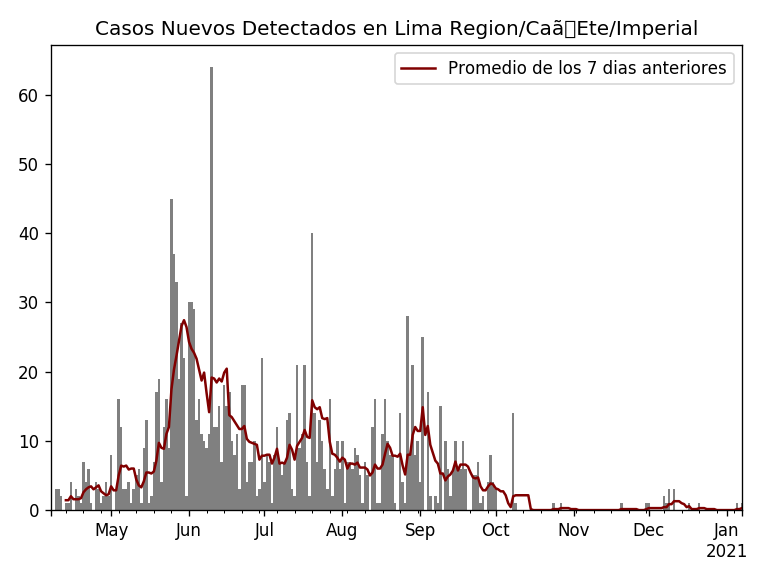 Casos Nuevos Detectados en Lima Region/Caã▯Ete/Imperial
Promedio de los 7 dias anteriores
60
50
40
30
20
10
0
May Jun Jul Aug Sep Oct Nov Dec Jan
2021